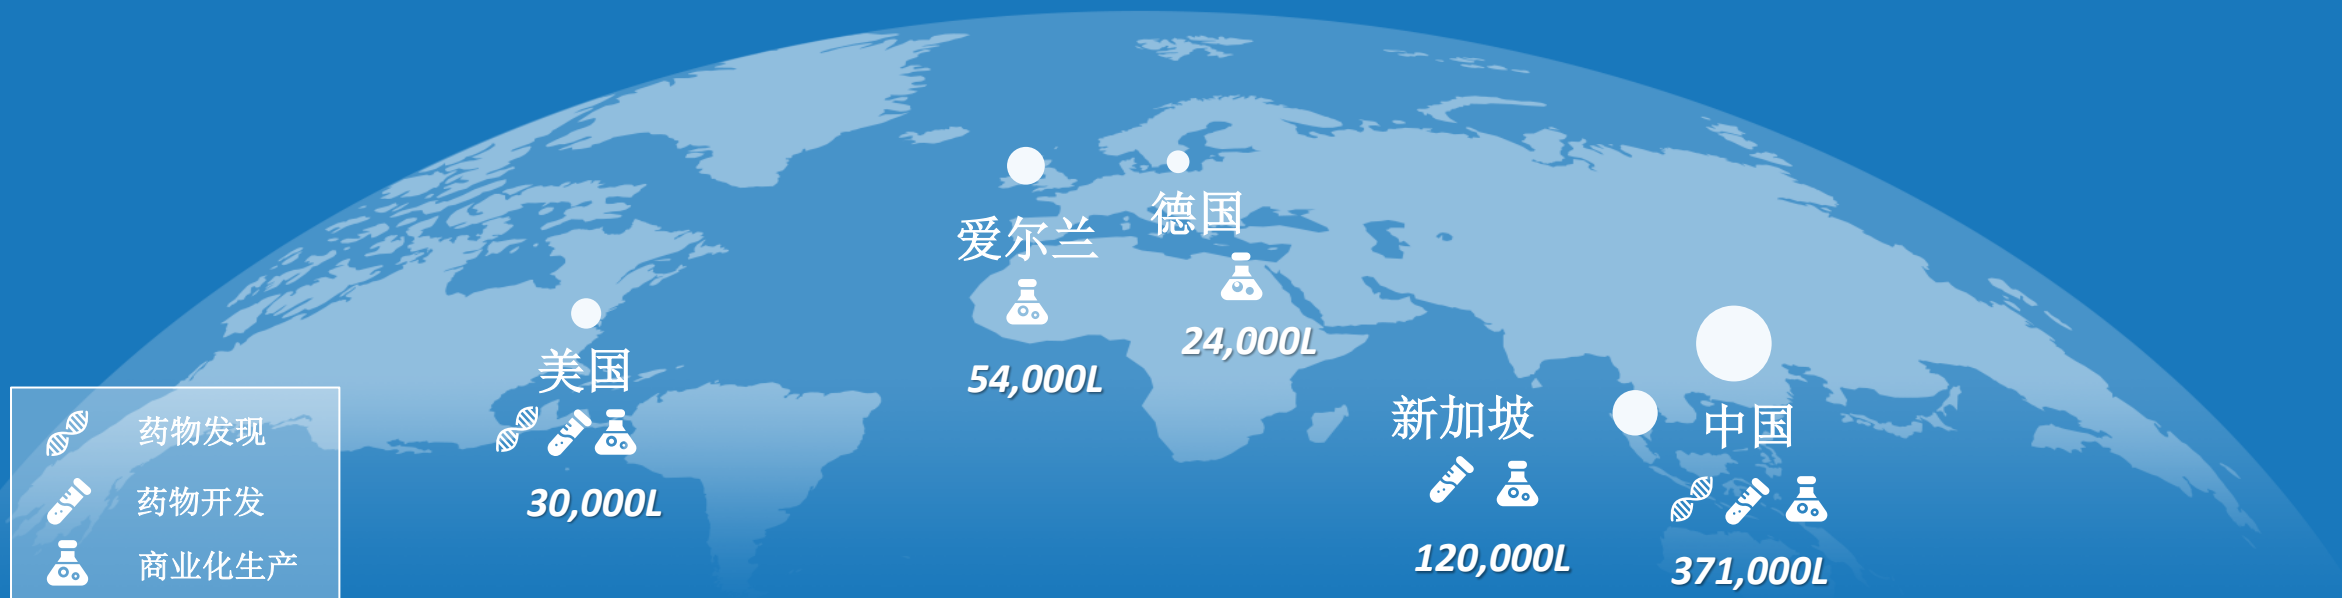 爱尔兰
54,000L
德国
24,000L
美国
30,000L
新加坡
120,000L
中国
371,000L
药物发现
药物开发
商业化生产